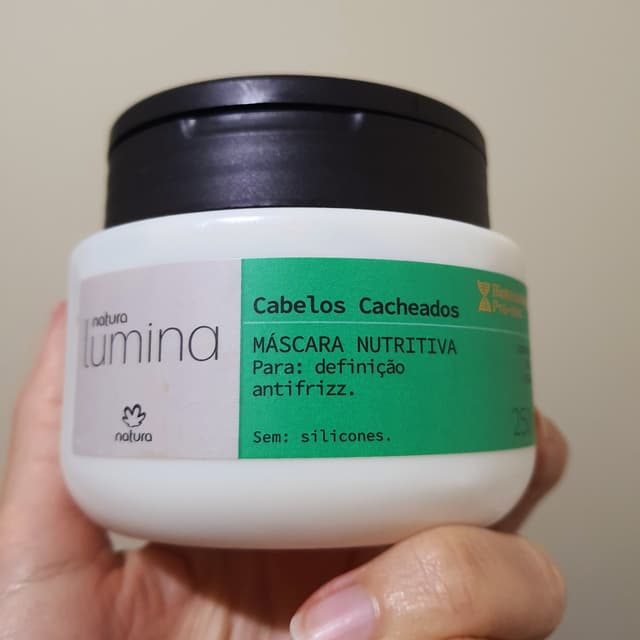 natura
lumina
natura
Cabelos Cacheados
MÁSCARA NUTRITIVA
Para: definição
antifrizz.
Sem: silicones.